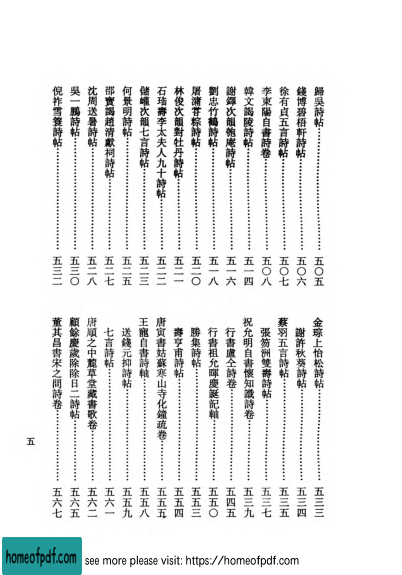 歸吳詩帖……………五〇五
錢博碧梧軒詩帖……………五〇六
徐有貞五言詩帖……………五〇七
李東陽自書詩卷……………五〇八
韓文謁陵詩帖……………五一四
謝鐸次韻匏庵詩帖……………五一六
劉忠竹鶴詩帖……………五一八
屠滽苔粽詩帖……………五二〇
林俊次韻對牡丹詩帖……………五二一
石珤壽李太夫人九十詩帖……………五二二
儲巏次韻七言詩帖……………五二三
何景明詩帖……………五二五
邵寶謁趙清獻祠詩帖……………五二七
沈周送暑詩帖……………五二八
吳一鵬詩帖……………五三〇
倪祚雪蓑詩帖……………五三二
金琮上怡松詩帖……………五三三
謝許秋葵詩帖……………五三四
蔡羽五言詩帖……………五三五
張笏洲雙壽詩帖……………五三七
祝允明自書懷知識詩卷……………五三九
行書盧仝詩卷……………五四五
行書祖允暉慶誕記軸……………五五〇
勝集詩帖……………五五三
壽亨甫詩帖……………五五四
唐寅書姑蘇寒山寺化鐘疏卷……………五五五
王寵自書詩軸……………五五八
送錢元抑詩帖……………五五九
七言詩帖……………五六一
唐順之中麓草堂藏書歌卷……………五六二
顧餘慶歲除除日二詩帖……………五六五
董其昌書宋之問詩卷……………五六七
五
homeofpdf.com
see more please visit: https://homeofpdf.com